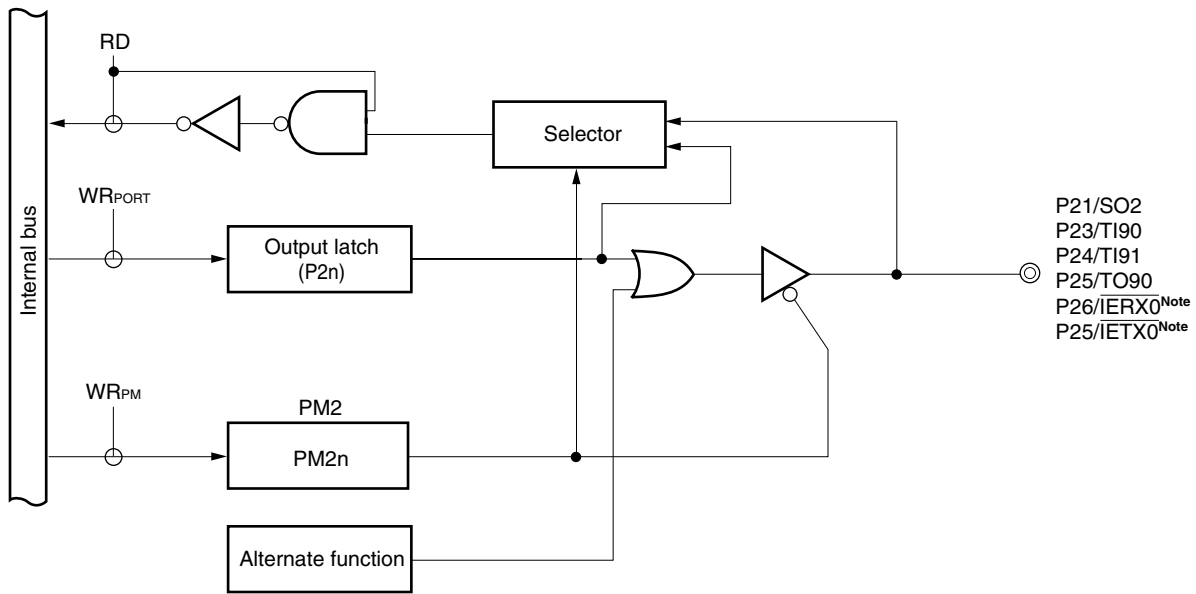 RD
Selector
WRPORT
Internal bus
Output latch
(P2n)
P21/SO2
P23/TI90
P24/TI91
P25/TO90
P26/IERX0Note
P25/IETX0Note
WRPM
PM2
PM2n
Alternate function